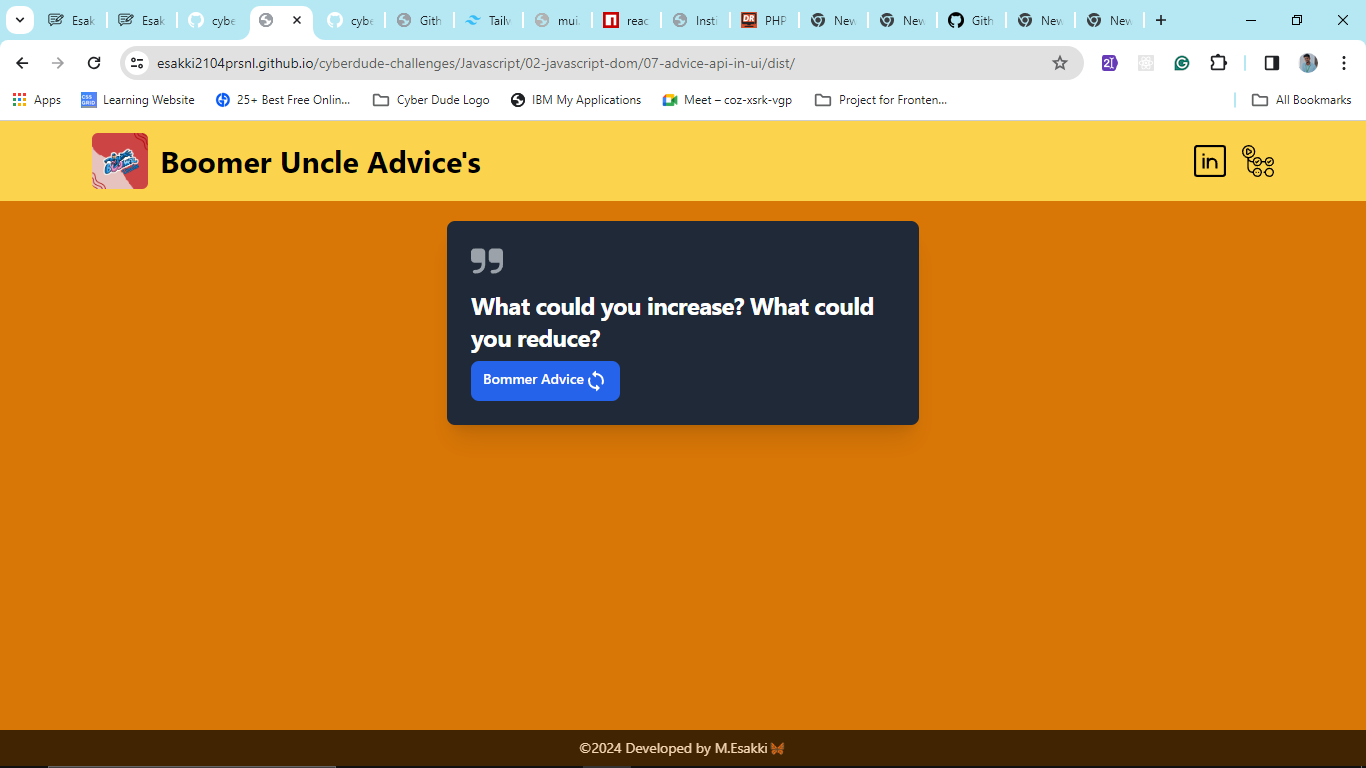 Esak
Esak
cybe
cybe
Gith
Tailv
mui.
reac
Insti
PHP
New
New
Gith
New
New
esakki2104prsnl.github.io/cyberdude-challenges/Javascript/02-javascript-dom/07-advice-api-in-ui/dist/
Apps
CSS GRID
Learning Website
25+ Best Free Onlin...
Cyber Dude Logo
IBM My Applications
Meet – coz-xsrk-vgp
Project for Fronten...
All Bookmarks
Boomer Uncle Advice's
in
What could you increase? What could
you reduce?
Bommer Advice
©2024 Developed by M.Esakki